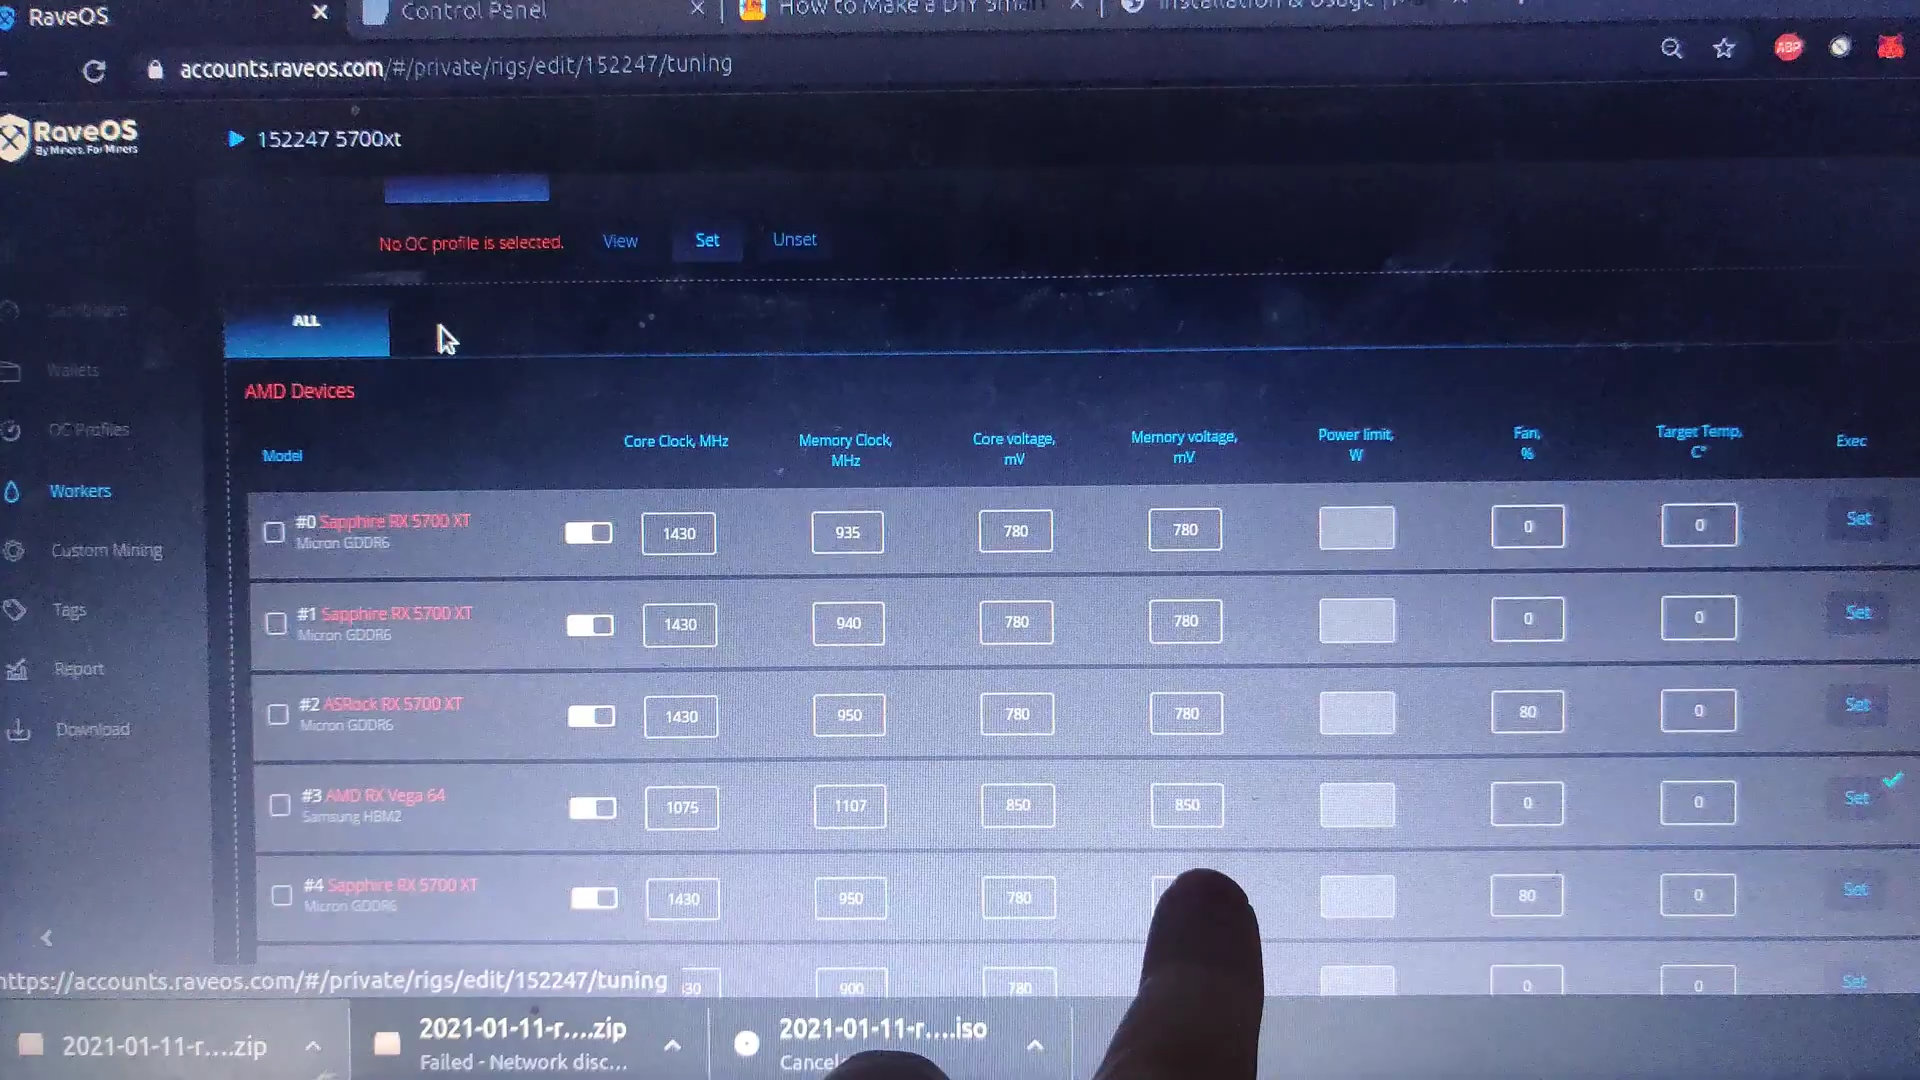 RaveOS
Control Panel
How to Make a DIY Smar
Installation & Usage
accounts.raveos.com/#/private/rigs/edit/152247/tuning
ABP
RaveOS
By Miners. For Miners
152247 5700xt
No OC profile is selected. View Set Unset
Dashboard
Wallets
OC Profiles
Workers
Custom Mining
Tags
Report
Download
ALL
AMD Devices
Model Core Clock, MHz Memory Clock, MHz Core voltage, mV Memory voltage, mV Power limit, W Fan, % Target Temp, C° Exec
#0 Sapphire RX 5700 XT 1430 935 780 780 0 0 Set
Micron GDDR6
#1 Sapphire RX 5700 XT 1430 940 780 780 0 0 Set
Micron GDDR6
#2 ASRock RX 5700 XT 1430 950 780 780 80 0 Set
Micron GDDR6
#3 AMD RX Vega 64 1075 1107 850 850 0 0 Set
Samsung HBM2
#4 Sapphire RX 5700 XT 1430 950 780 80 0 Set
Micron GDDR6
30 900 780 0 0 Set
https://accounts.raveos.com/#/private/rigs/edit/152247/tuning
2021-01-11-r....zip
2021-01-11-r....zip
Failed - Network disc...
2021-01-11-r....iso
Cancel